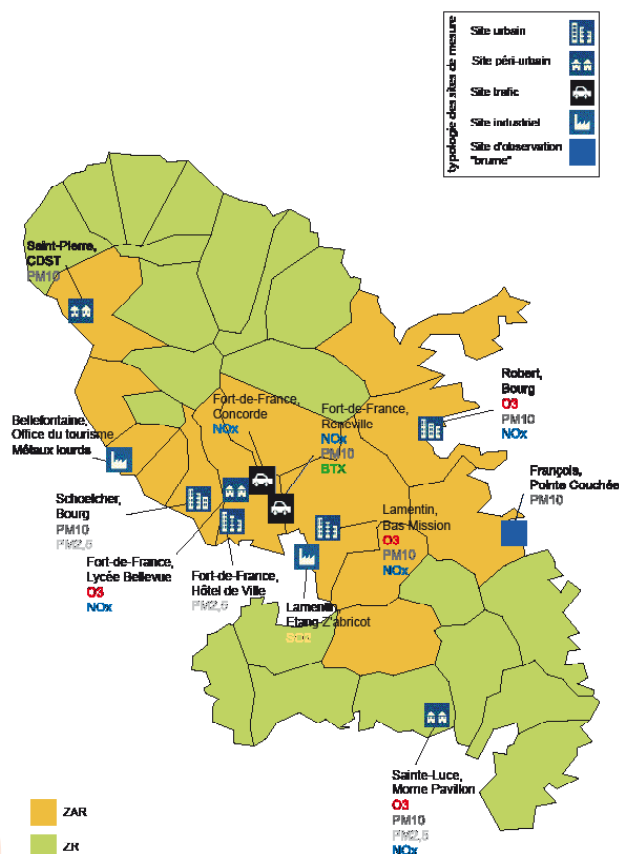 typologie des sites de mesure
Site urbain
Site péri-urbain
Site trafic
Site industriel
Site d'observation
"brume"
Saint-Pierre,
CDST
PM10
Fort-de-France,
Concorde
NOx
Fort-de-France,
Renéville
NOx
PM10
BTX
Robert,
Bourg
O3
PM10
NOx
Bellefontaine,
Office du tourisme
Métaux lourds
François,
Pointe Couchée
PM10
Schoelcher,
Bourg
PM10
PM2,5
Lamentin,
Bas Mission
O3
PM10
NOx
Fort-de-France,
Lycée Bellevue
O3
NOx
Fort-de-France,
Hôtel de Ville
PM2,5
Lamentin,
Etang Z'abricot
SO2
Sainte-Luce,
Morne Pavillon
O3
PM10
PM2,5
NOx
ZAR
ZR